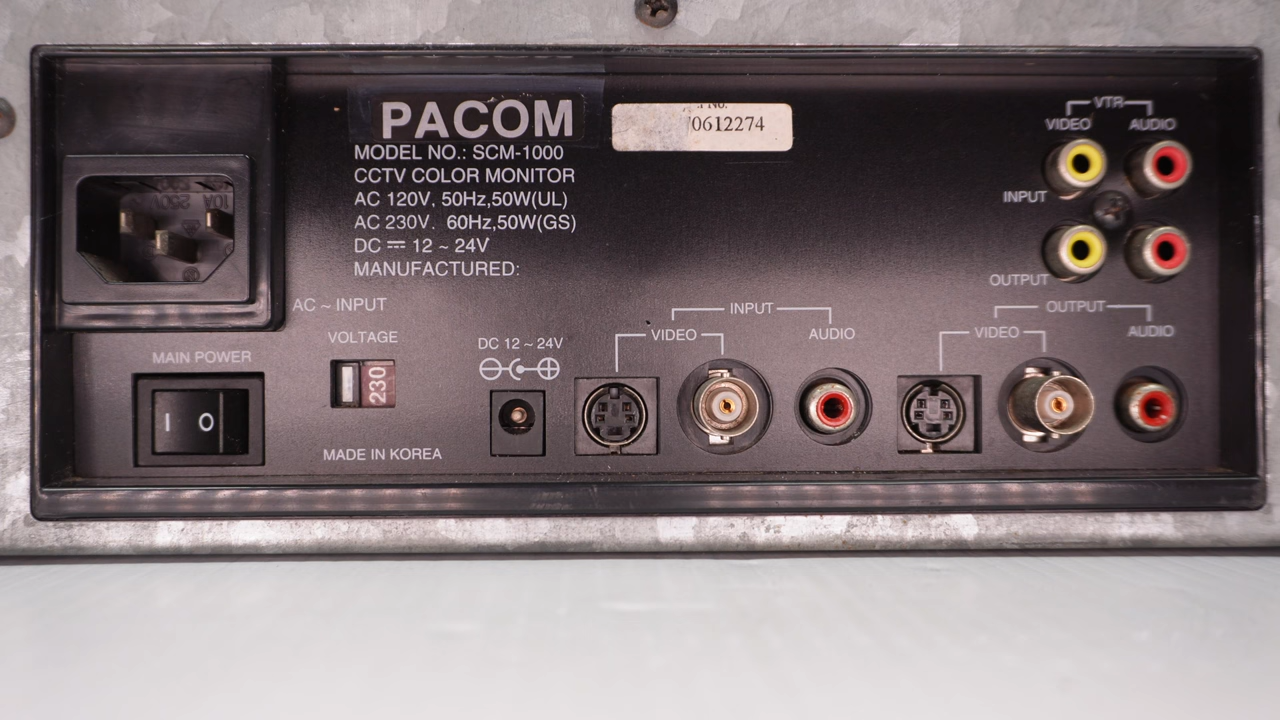 PACOM
MODEL NO.: SCM-1000
CCTV COLOR MONITOR
AC 120V, 50Hz,50W(UL)
AC 230V. 60Hz,50W(GS)
DC 12 ~ 24V
MANUFACTURED:
No.
0612274
VTR
VIDEO AUDIO
INPUT
OUTPUT
10A 250V
AC ~ INPUT
MAIN POWER
I O
VOLTAGE
230
MADE IN KOREA
DC 12 ~ 24V
INPUT
VIDEO AUDIO
OUTPUT
VIDEO AUDIO